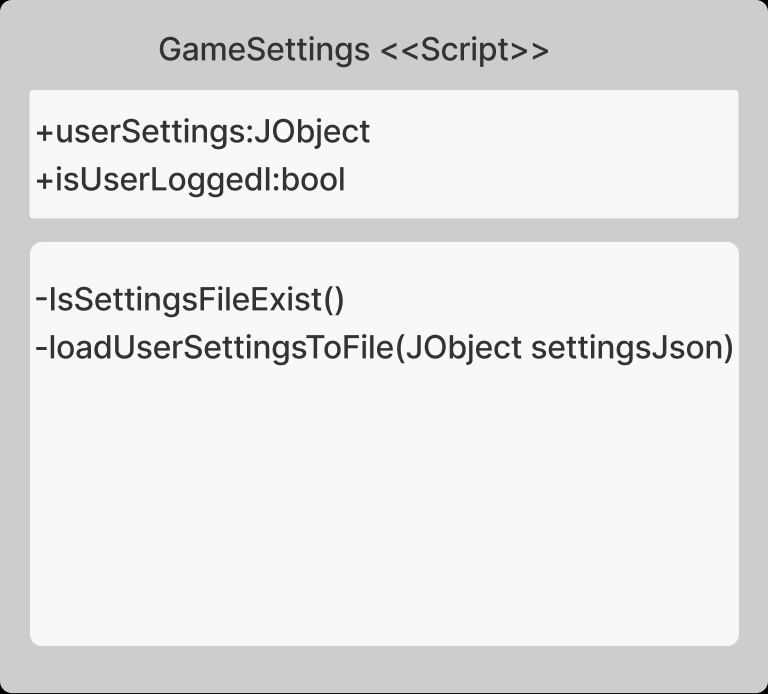 GameSettings <<Script>>
+userSettings:JObject
+isUserLoggedI:bool
-IsSettingsFileExist()
-loadUserSettingsToFile(JObject settingsJson)